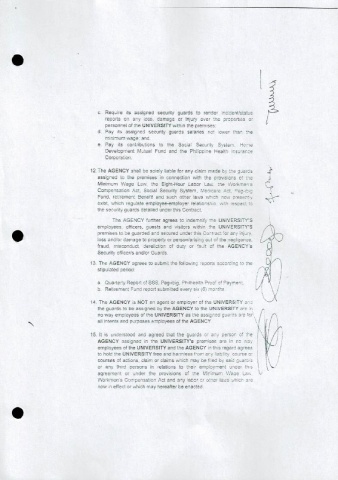 c. Require its assigned security guards to render incident/status
reports on any loss, damage or injury over the properties or
personnel of the UNIVERSITY within the premises;
d. Pay its assigned security guards salaries not lower than the
minimum wage; and
e. Pay its contributions to the Social Security System, Home
Development Mutual Fund and the Philippine Health Insurance
Corporation.
12. The AGENCY shall be solely liable for any claim made by the guards
assigned to the premises in connection with the provisions of the
Minimum Wage Law, the Eight-Hour Labor Law, the Workmen's
Compensation Act, Social Security System, Medicare, Pag-ibig
Fund, retirement benefit and such other laws which now presently
exist, which regulate employee-employer relationship, with respect to
the security guards detailed under this Contract.
The AGENCY further agrees to indemnify the UNIVERSITY'S
employees, officers, guests and visitors within the UNIVERSITY'S
premises to be guarded and secured under this Contract for any injury,
loss and/or damage to property or personal arising out of the negligence,
fraud, misconduct, dereliction of duty or fault of the AGENCY'S
Security officers and/or Guards.
13. The AGENCY agrees to submit the following reports according to the
stipulated period:
a. Quarterly Report of SSS, Pag-ibig, Philhealth Proof of Payment;
b. Retirement Fund report submitted every six (6) months
14. The AGENCY IS NOT an agent or employer of the UNIVERSITY and
the guards to be assigned by the AGENCY to the UNIVERSITY are in
no way employees of the UNIVERSITY as the assigned guards are for
all intents and purposes employees of the AGENCY.
15. It is understood and agreed that the guards or any person of the
AGENCY assigned in the UNIVERSITY's premises are in no way
employees of the UNIVERSITY and the AGENCY in this regard agrees
to hold the UNIVERSITY free and harmless from any liability, course or
courses of actions, claim or claims which may be filed by said guards
or any third persons in relations to their employment under this
agreement or under the provisions of the Minimum Wage Law,
Workmen's Compensation Act and any labor or other laws which are
now in effect or which may hereafter be enacted.